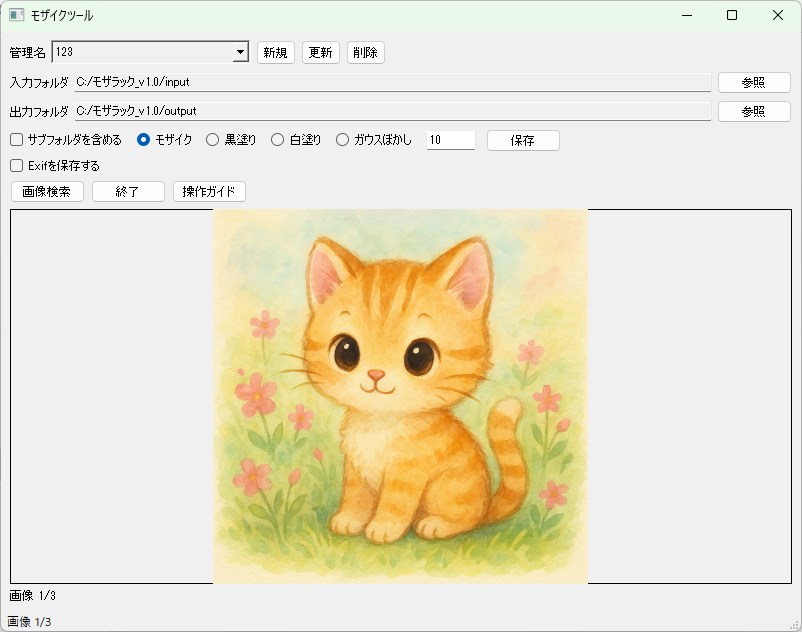 モザイクツール
管理名 123 新規 更新 削除
入力フォルダ C:/モザラック_v1.0/input 参照
出力フォルダ C:/モザラック_v1.0/output 参照
サブフォルダを含める モザイク 黒塗り 白塗り ガウスぼかし 10 保存
Exifを保存する
画像検索 終了 操作ガイド
画像 1/3
画像 1/3